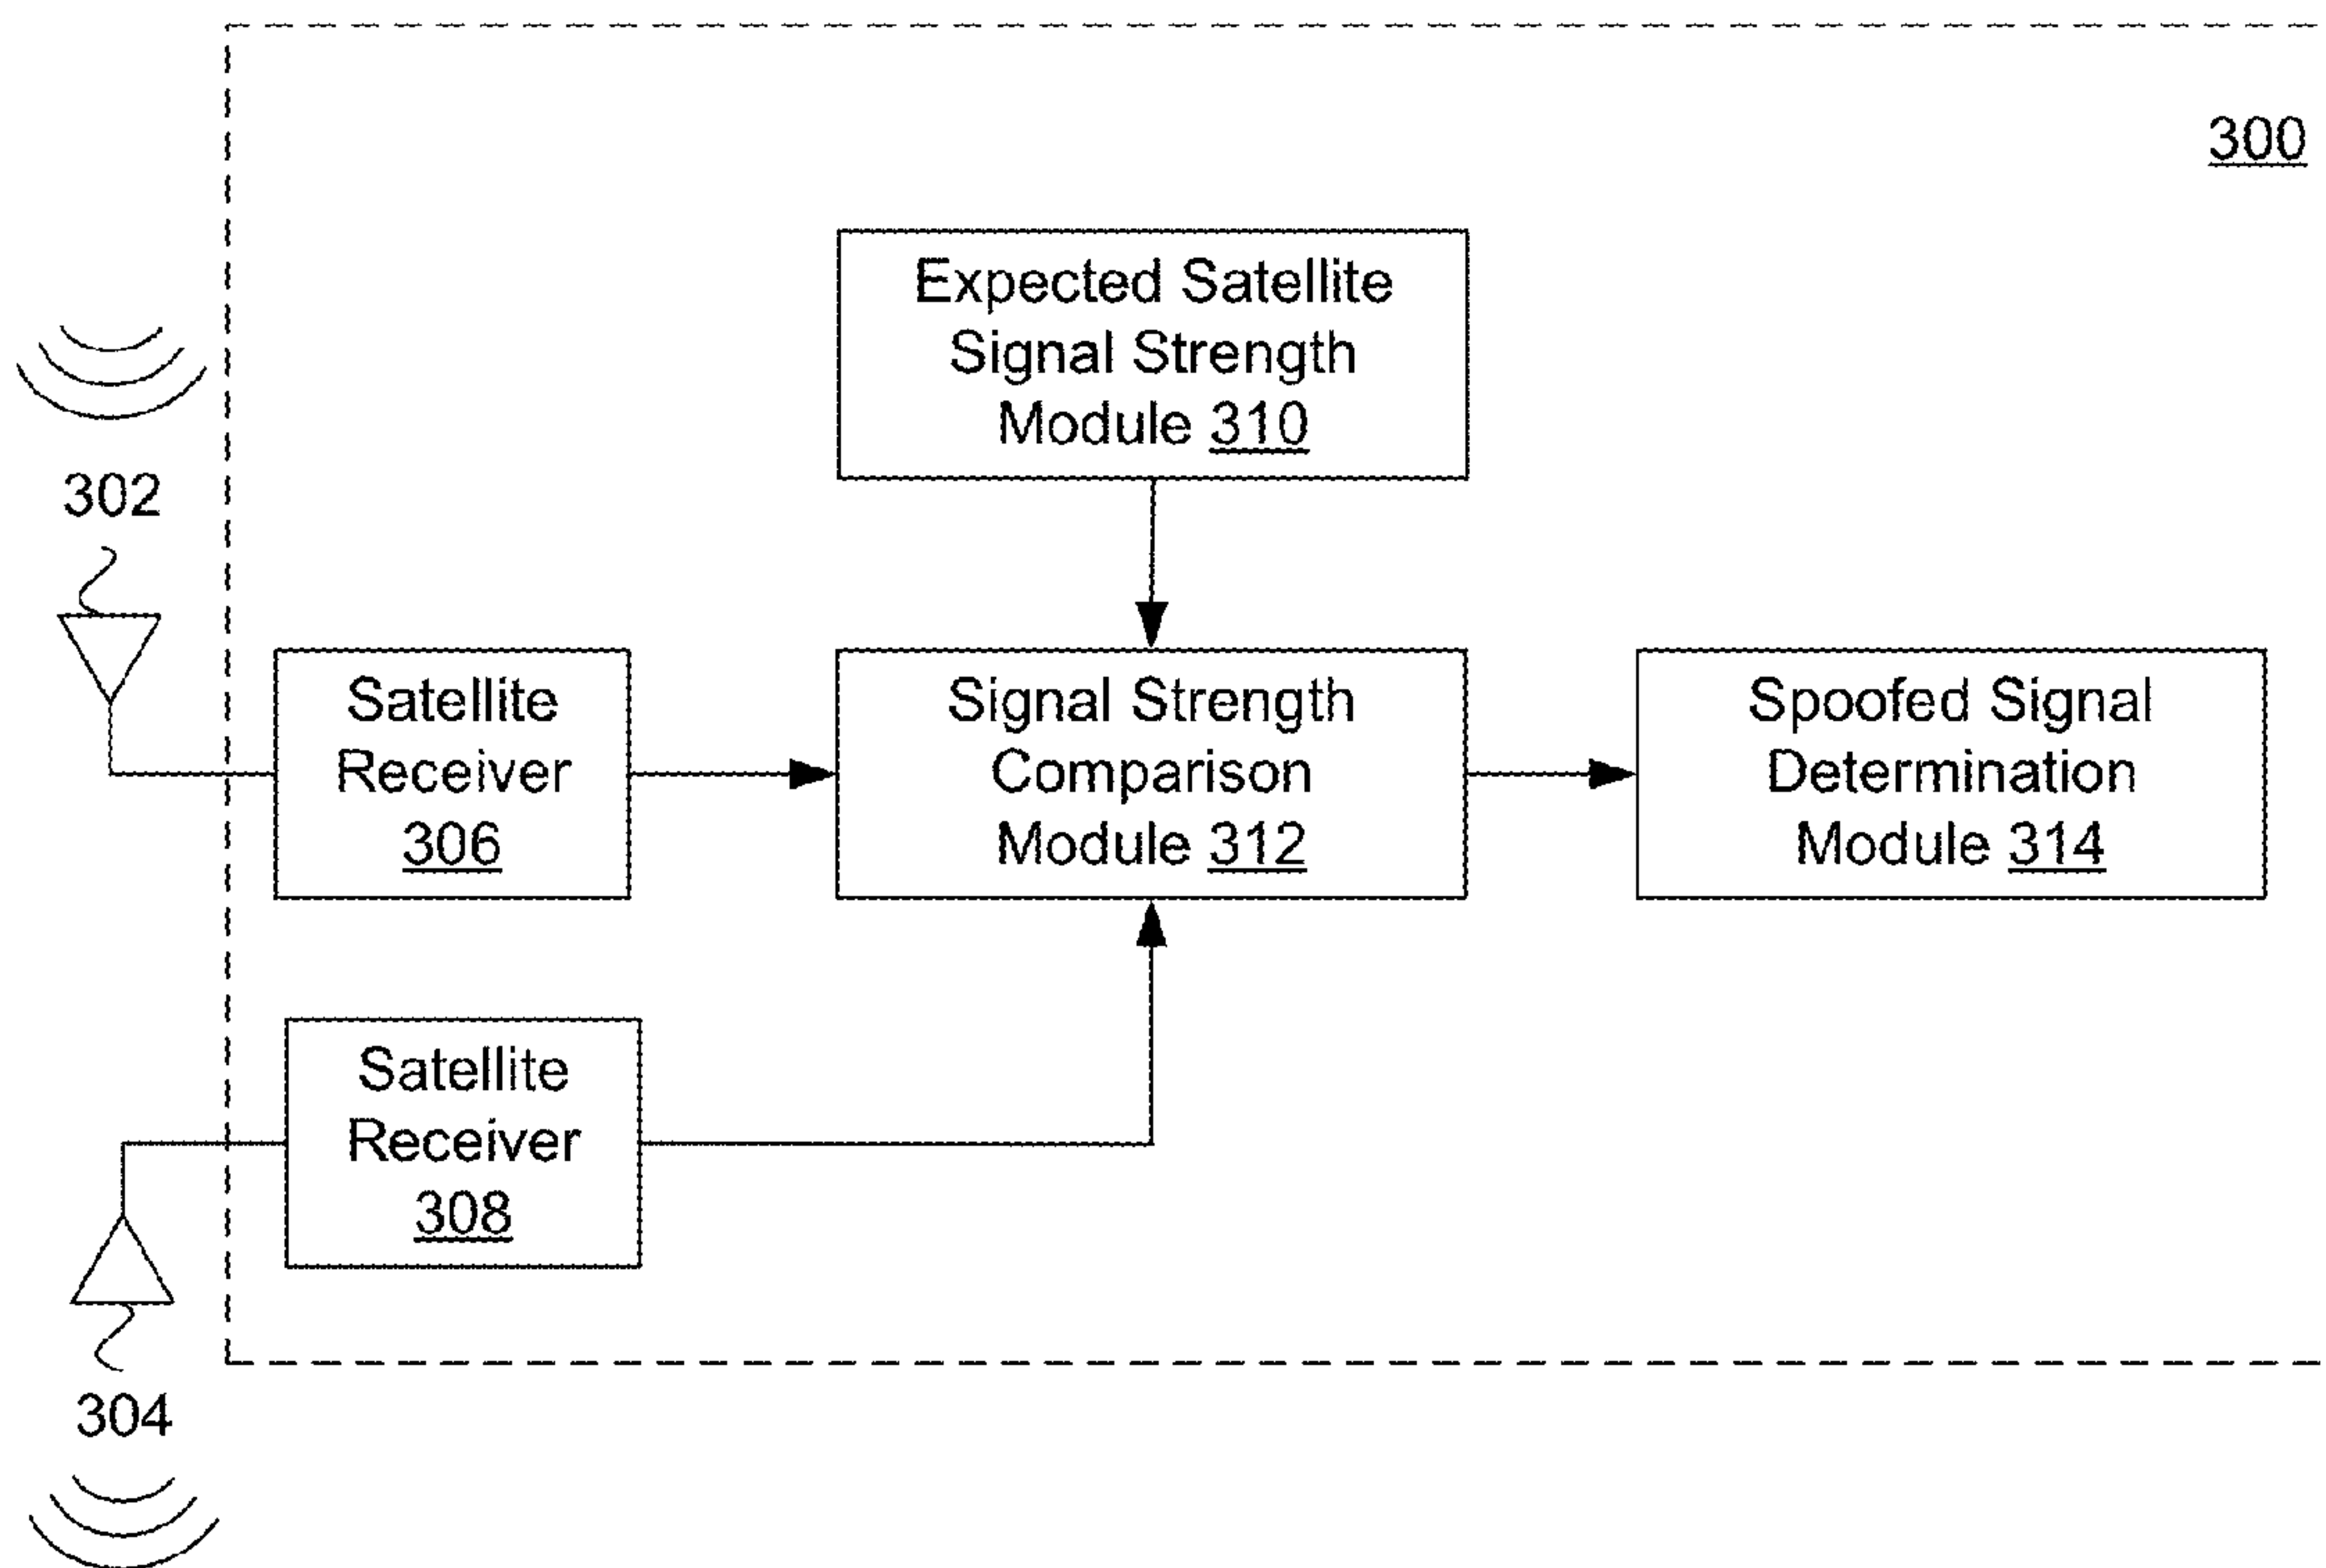 300
Expected Satellite
Signal Strength
Module 310
302
Satellite
Receiver
306
Signal Strength
Comparison
Module 312
Spoofed Signal
Determination
Module 314
Satellite
Receiver
308
304